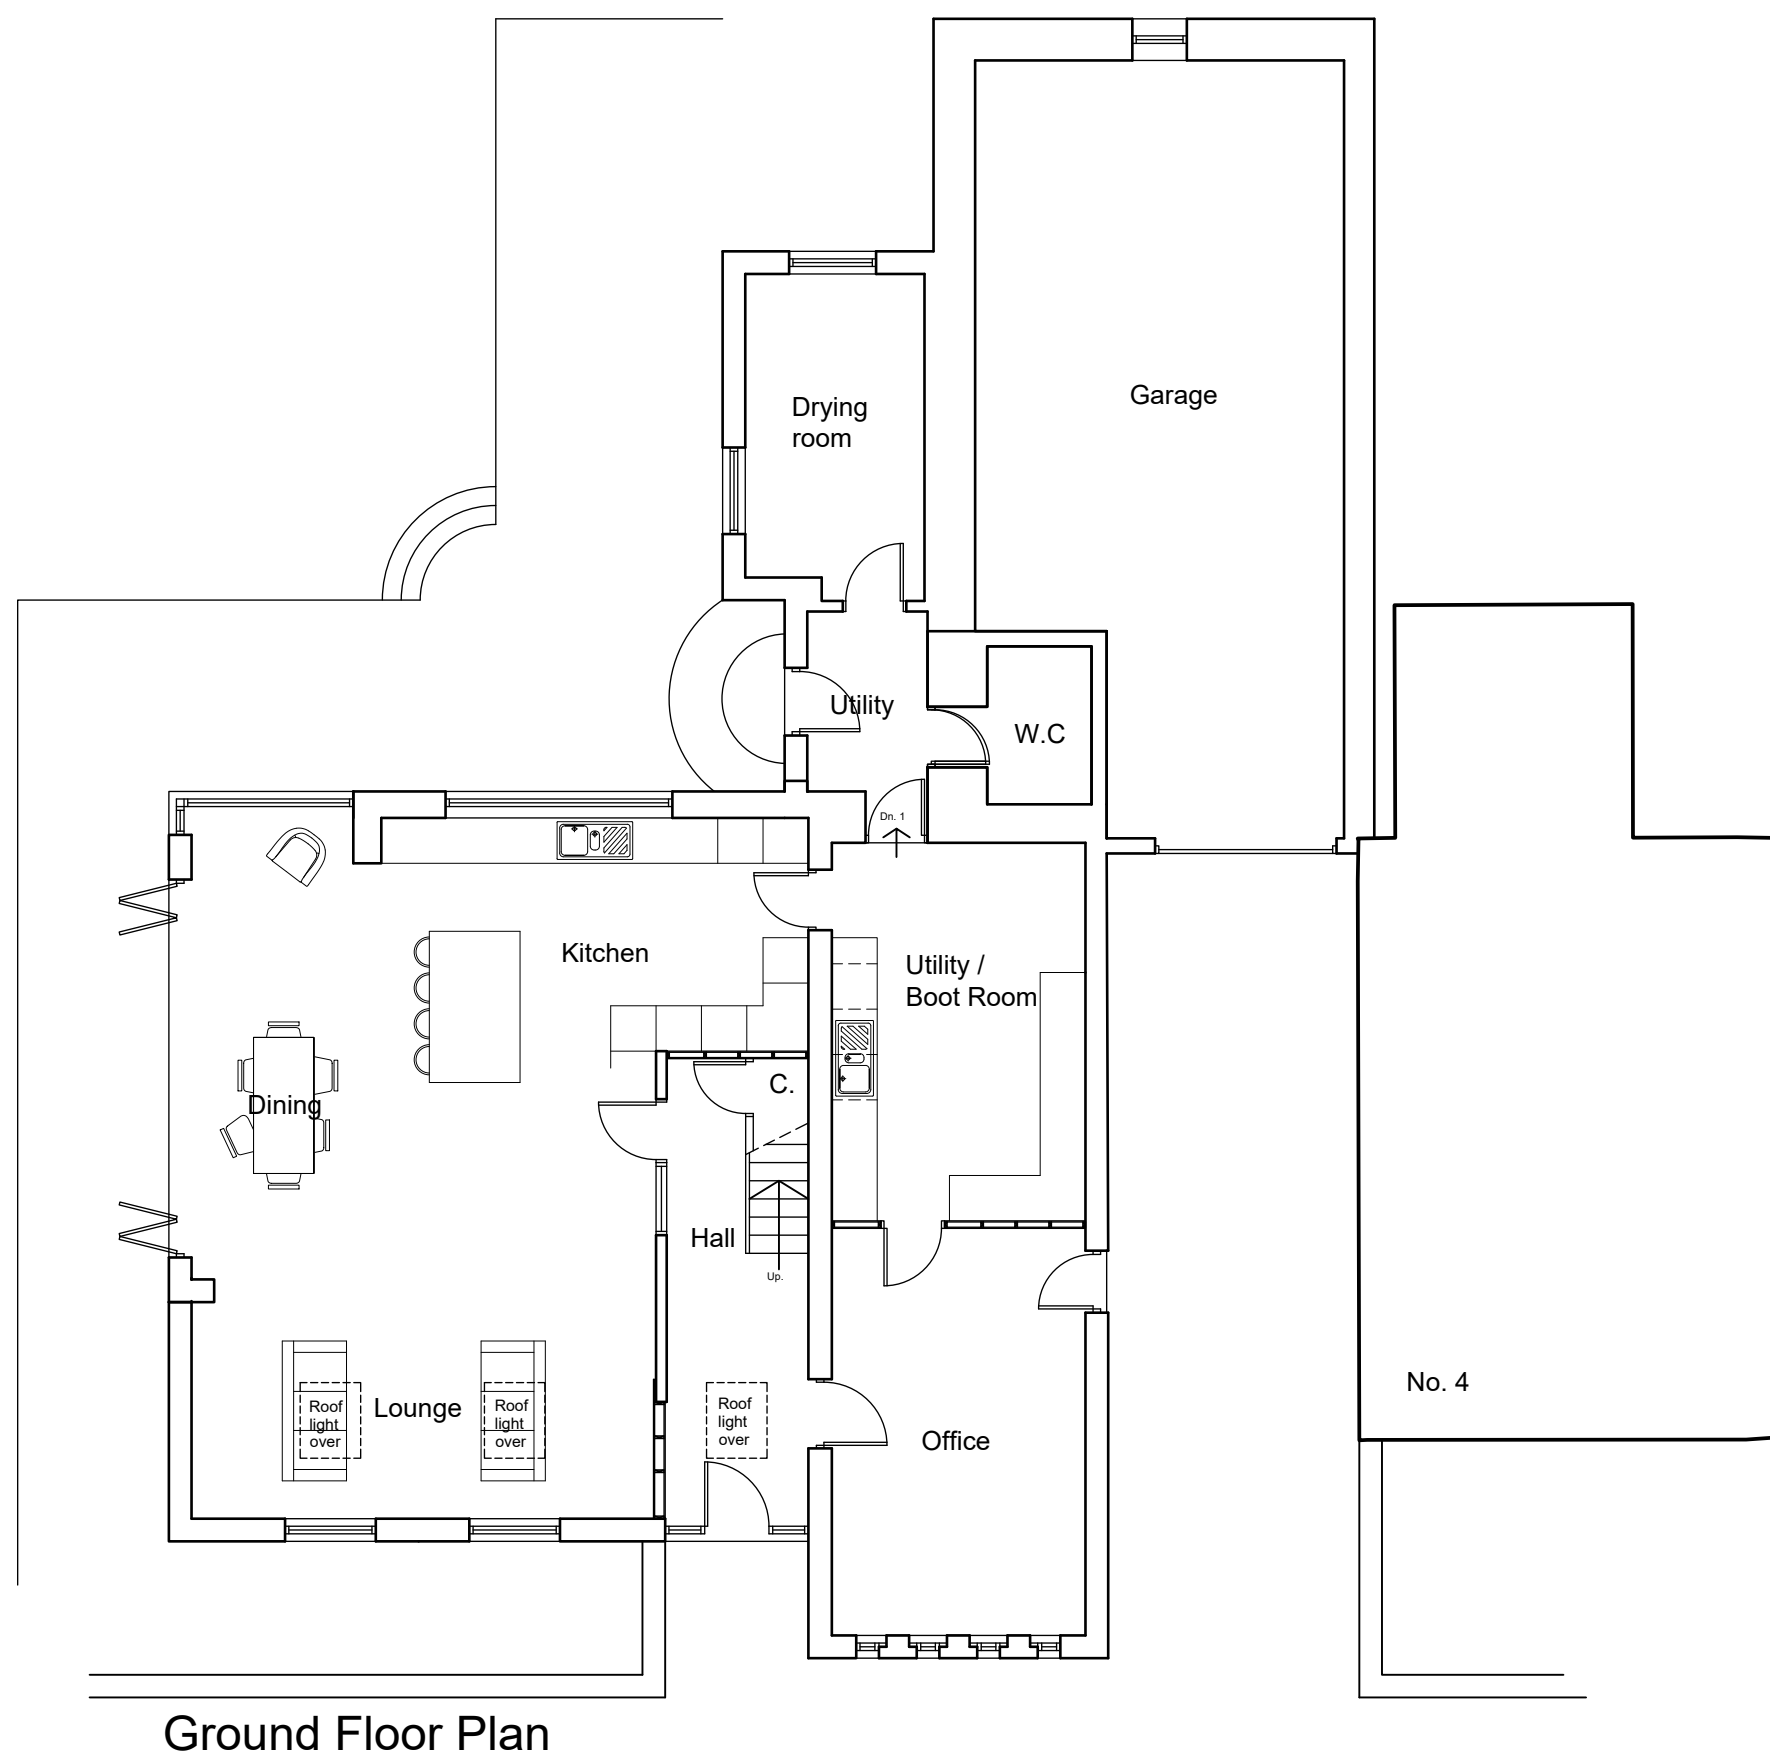 Garage
Drying
room
Utility
W.C
Dn. 1
Kitchen
Utility /
Boot Room
C.
Dining
Hall
Up.
No. 4
Roof
light
over
Lounge
Roof
light
over
Roof
light
over
Office
Ground Floor Plan